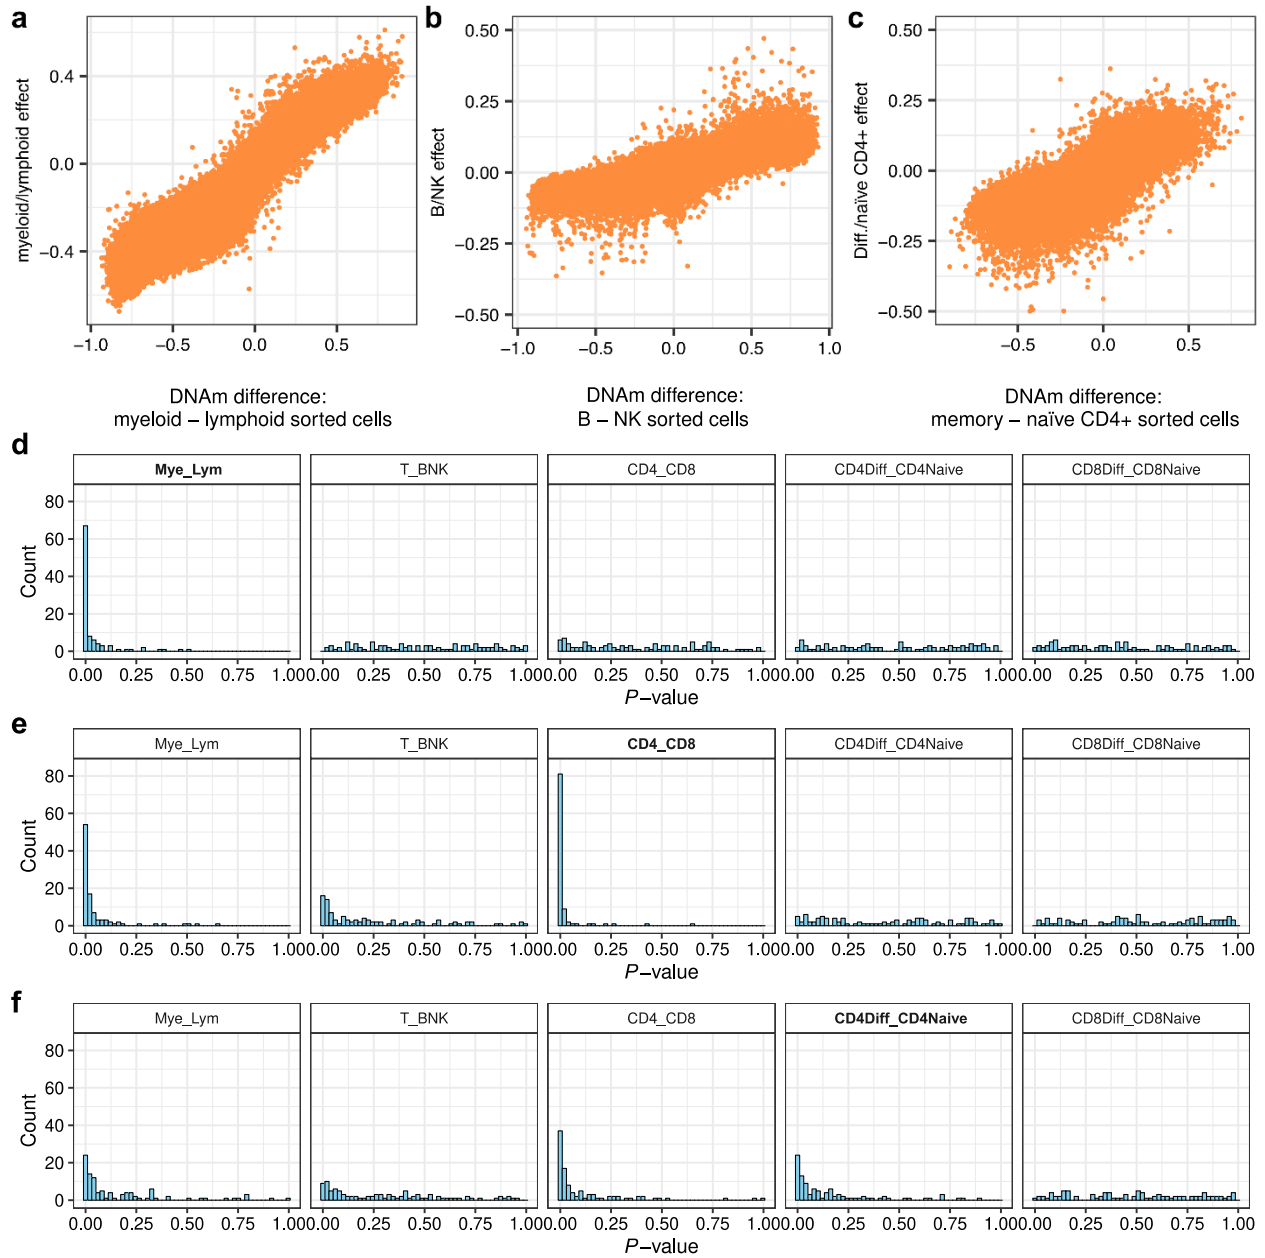 a
b
c
myeloid/lymphoid effect
0.4
0.0
−0.4
−1.0 −0.5 0.0 0.5
DNAm difference:
myeloid − lymphoid sorted cells
B/NK effect
0.50
0.25
0.00
−0.25
−0.50
−1.0 −0.5 0.0 0.5 1.0
DNAm difference:
B − NK sorted cells
Diff./naïve CD4+ effect
0.50
0.25
0.00
−0.25
−0.50
−0.5 0.0 0.5
DNAm difference:
memory − naïve CD4+ sorted cells
d
Mye_Lym T_BNK CD4_CD8 CD4Diff_CD4Naive CD8Diff_CD8Naive
Count
80
60
40
20
0
0.00 0.25 0.50 0.75 1.00 0.00 0.25 0.50 0.75 1.00 0.00 0.25 0.50 0.75 1.00 0.00 0.25 0.50 0.75 1.00 0.00 0.25 0.50 0.75 1.00
P−value
e
Mye_Lym T_BNK CD4_CD8 CD4Diff_CD4Naive CD8Diff_CD8Naive
Count
80
60
40
20
0
0.00 0.25 0.50 0.75 1.00 0.00 0.25 0.50 0.75 1.00 0.00 0.25 0.50 0.75 1.00 0.00 0.25 0.50 0.75 1.00 0.00 0.25 0.50 0.75 1.00
P−value
f
Mye_Lym T_BNK CD4_CD8 CD4Diff_CD4Naive CD8Diff_CD8Naive
Count
80
60
40
20
0
0.00 0.25 0.50 0.75 1.00 0.00 0.25 0.50 0.75 1.00 0.00 0.25 0.50 0.75 1.00 0.00 0.25 0.50 0.75 1.00 0.00 0.25 0.50 0.75 1.00
P−value